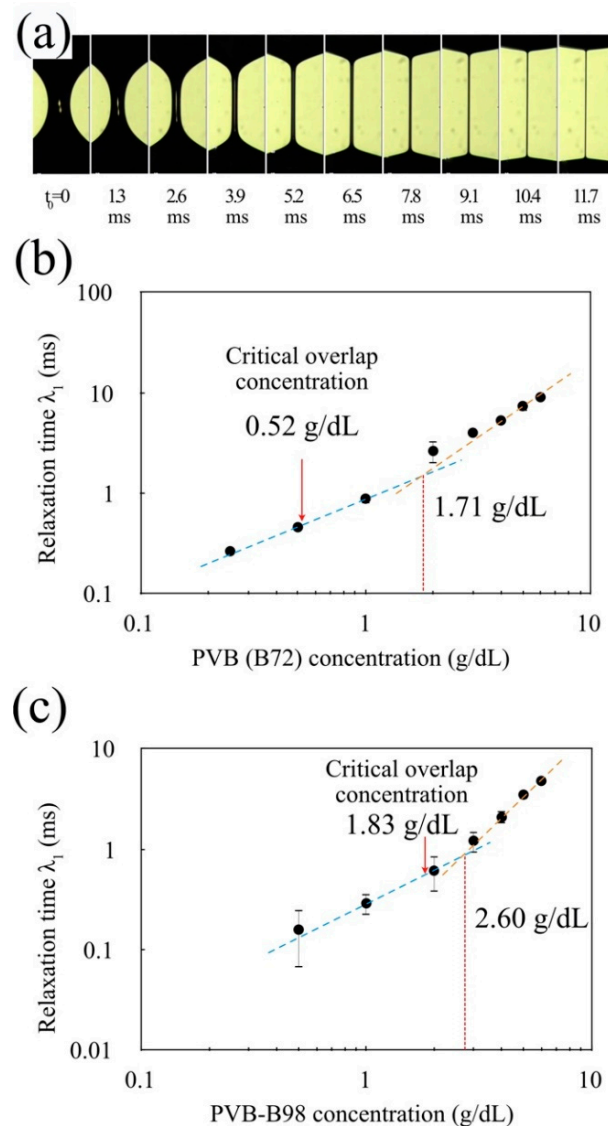 (a)
t₀=0 1.3 2.6 3.9 5.2 6.5 7.8 9.1 10.4 11.7
ms ms ms ms ms ms ms ms ms
(b)
Relaxation time λ₁ (ms)
100
10
1
0.1
Critical overlap
concentration
0.52 g/dL
1.71 g/dL
0.1 1 10
PVB (B72) concentration (g/dL)
(c)
Relaxation time λ₁ (ms)
10
1
0.1
0.01
Critical overlap
concentration
1.83 g/dL
2.60 g/dL
0.1 1 10
PVB-B98 concentration (g/dL)